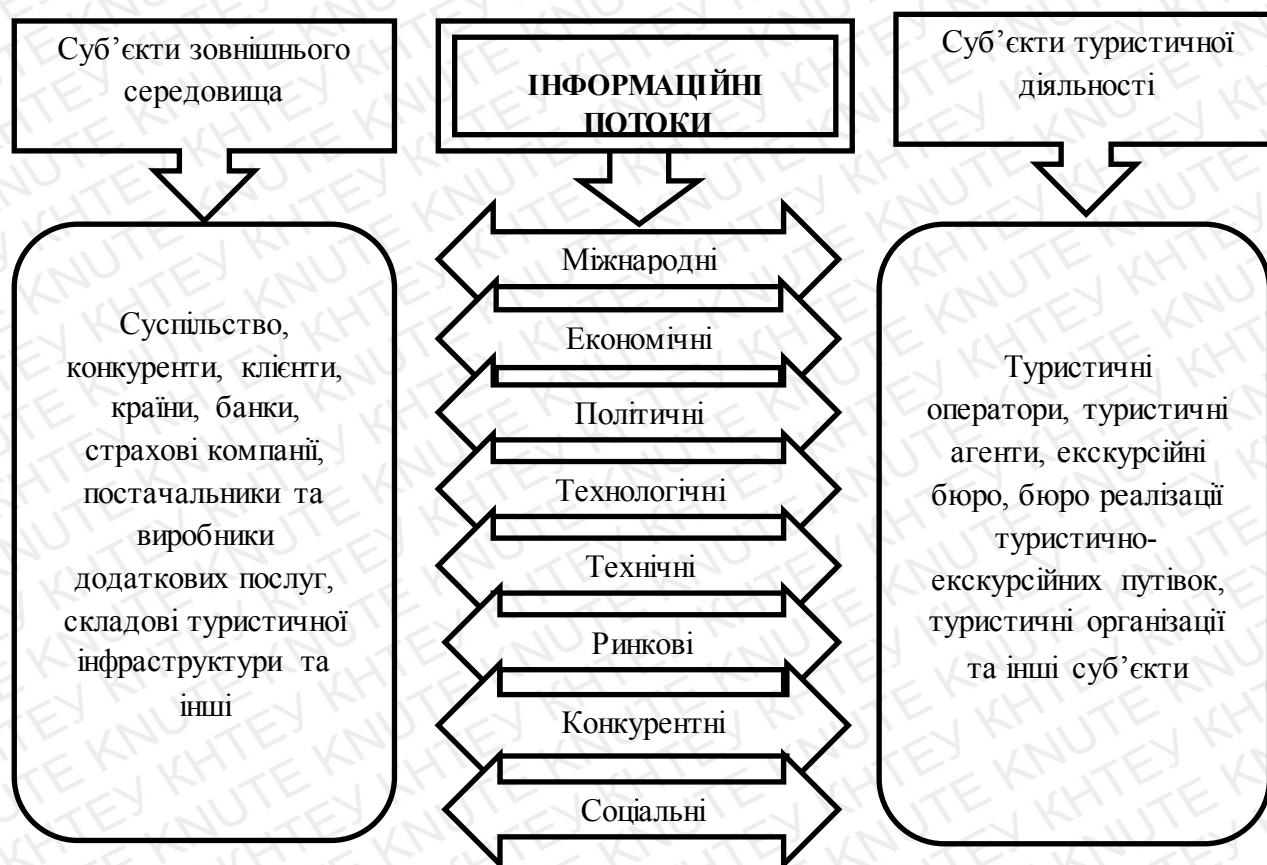 Суб’єкти зовнішнього
середовища
ІНФОРМАЦІЙНІ
ПОТОКИ
Суб’єкти туристичної
діяльності
Суспільство,
конкуренти, клієнти,
країни, банки,
страхові компанії,
постачальники та
виробники
додаткових послуг,
складові туристичної
інфраструктури та
інші
Міжнародні
Економічні
Політичні
Технологічні
Технічні
Ринкові
Конкурентні
Соціальні
Туристичні
оператори, туристичні
агенти, екскурсійні
бюро, бюро реалізації
туристично-
екскурсійних путівок,
туристичні організації
та інші суб’єкти